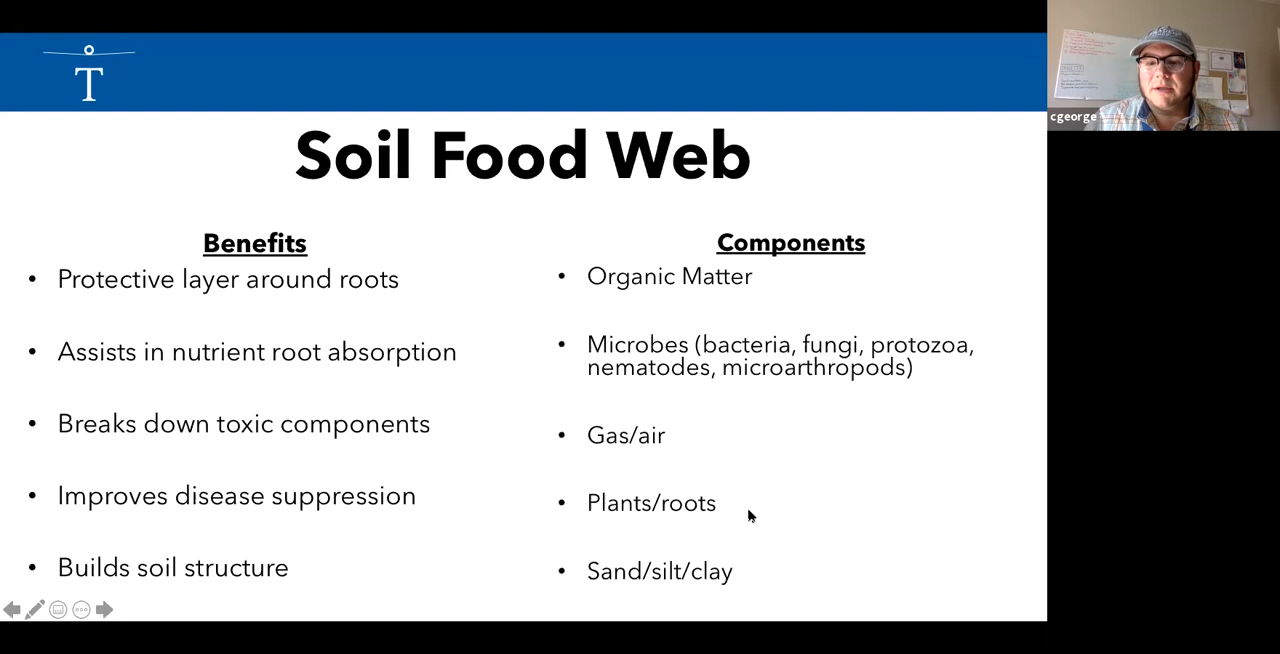 T
cgeorge
Soil Food Web
Benefits
• Protective layer around roots
• Assists in nutrient root absorption
• Breaks down toxic components
• Improves disease suppression
• Builds soil structure
Components
• Organic Matter
• Microbes (bacteria, fungi, protozoa,
nematodes, microarthropods)
• Gas/air
• Plants/roots
• Sand/silt/clay